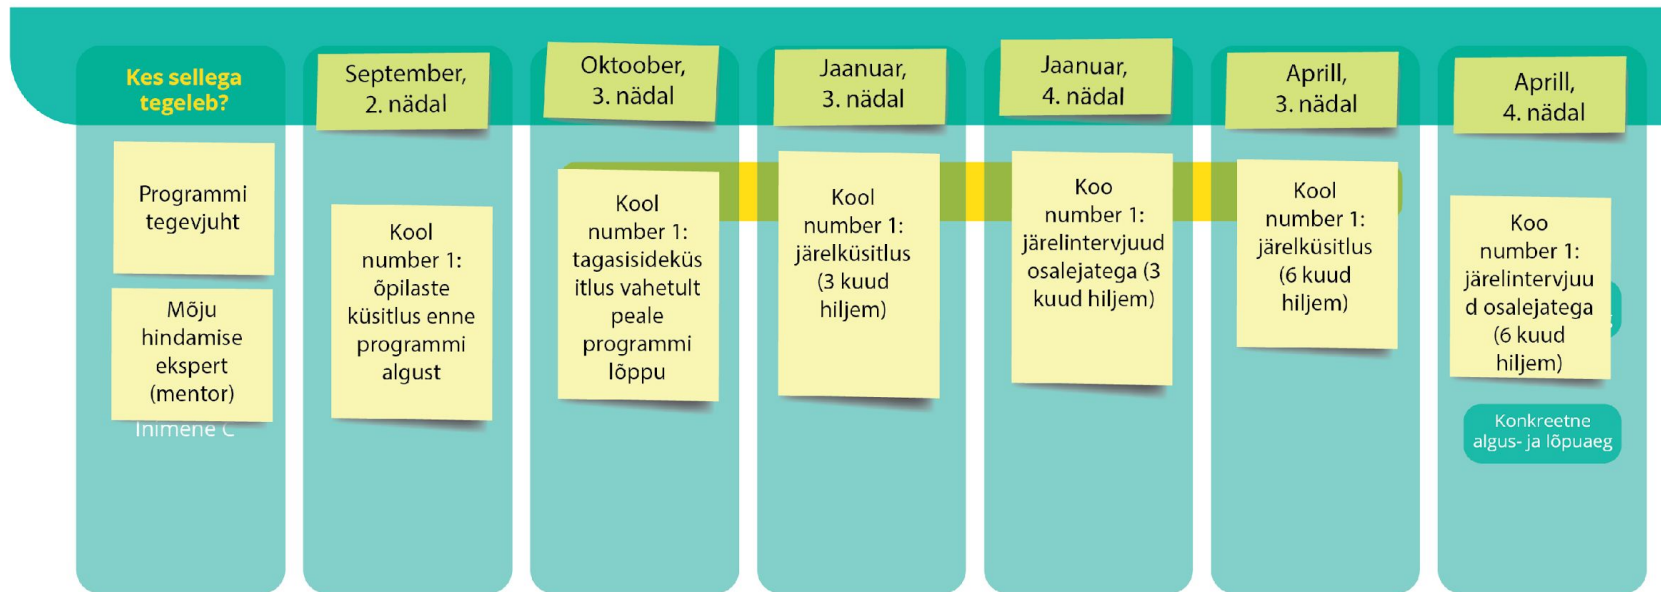 Kes sellega
tegeleb?
Programmi
tegevjuht
Mõju
hindamise
ekspert
(mentor)
Inimene C
September,
2. nädal
Kool
number 1:
õpilaste
küsitlus enne
programmi
algust
Oktoober,
3. nädal
Kool
number 1:
tagasisideküs
itlus vahetult
peale
programmi
lõppu
Jaanuar,
3. nädal
Kool
number 1:
järelküsitlus
(3 kuud
hiljem)
Jaanuar,
4. nädal
Koo
number 1:
järelintervjuud
osalejatega (3
kuud hiljem)
Aprill,
3. nädal
Kool
number 1:
järelküsitlus
(6 kuud
hiljem)
Aprill,
4. nädal
Koo
number 1:
järelintervjuu
d osalejatega
(6 kuud
hiljem)
Konkreetne
algus- ja lõpuaeg